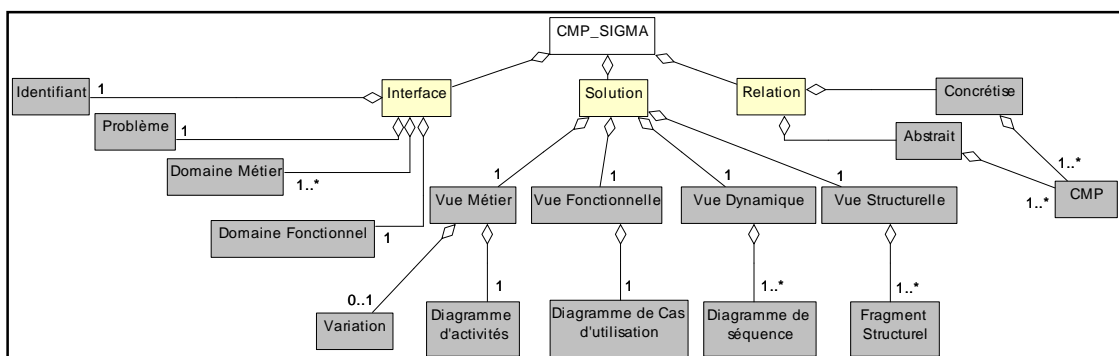 CMP_SIGMA
Identifiant
1
Interface
Solution
Relation
Concrétise
Problème
1
Abstrait
Domaine Métier
1..*
1..*
1..*
CMP
1
1
1
1
Vue Métier
Vue Fonctionnelle
Vue Dynamique
Vue Structurelle
Domaine Fonctionnel
1
0..1
1
1
1..*
1..*
Variation
Diagramme
d'activités
Diagramme de Cas
d'utilisation
Diagramme de
séquence
Fragment
Structurel